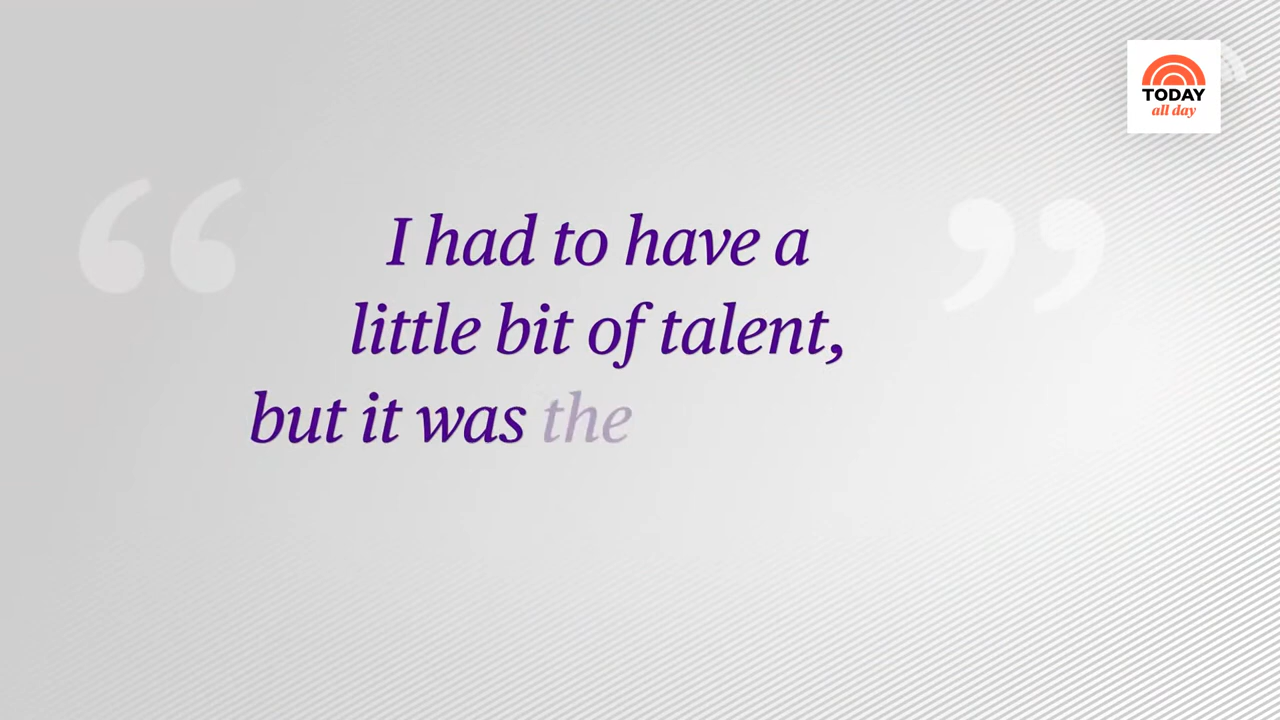 TODAY
all day
“ I had to have a ”
little bit of talent,
but it was the